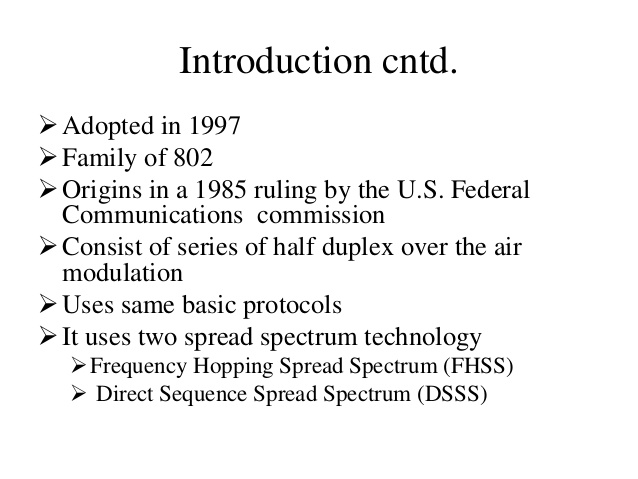 Introduction cntd.
➢Adopted in 1997
➢Family of 802
➢Origins in a 1985 ruling by the U.S. Federal
Communications commission
➢Consist of series of half duplex over the air
modulation
➢Uses same basic protocols
➢It uses two spread spectrum technology
➢Frequency Hopping Spread Spectrum (FHSS)
➢ Direct Sequence Spread Spectrum (DSSS)